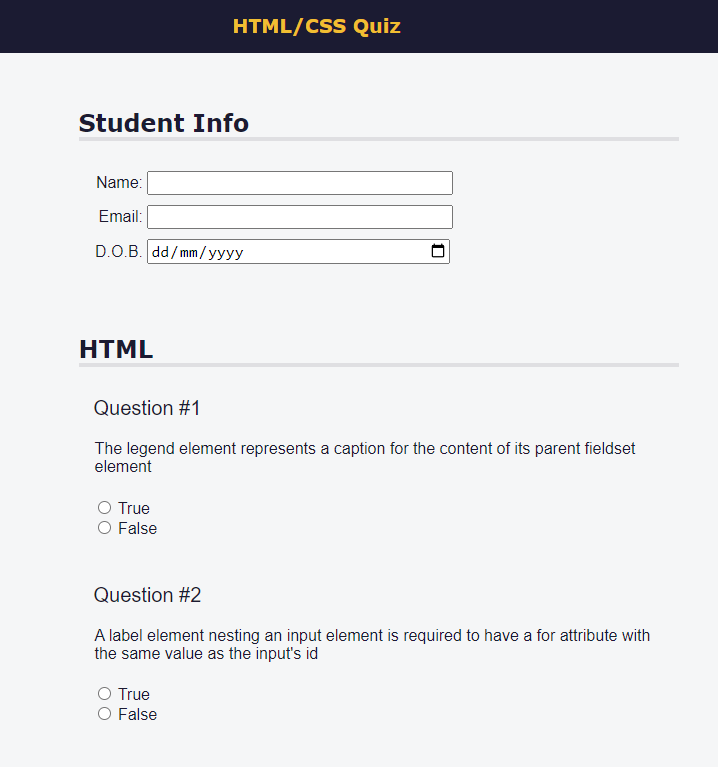 HTML/CSS Quiz
Student Info
Name:
Email:
D.O.B. dd/mm/yyyy
HTML
Question #1
The legend element represents a caption for the content of its parent fieldset
element
True
False
Question #2
A label element nesting an input element is required to have a for attribute with
the same value as the input's id
True
False